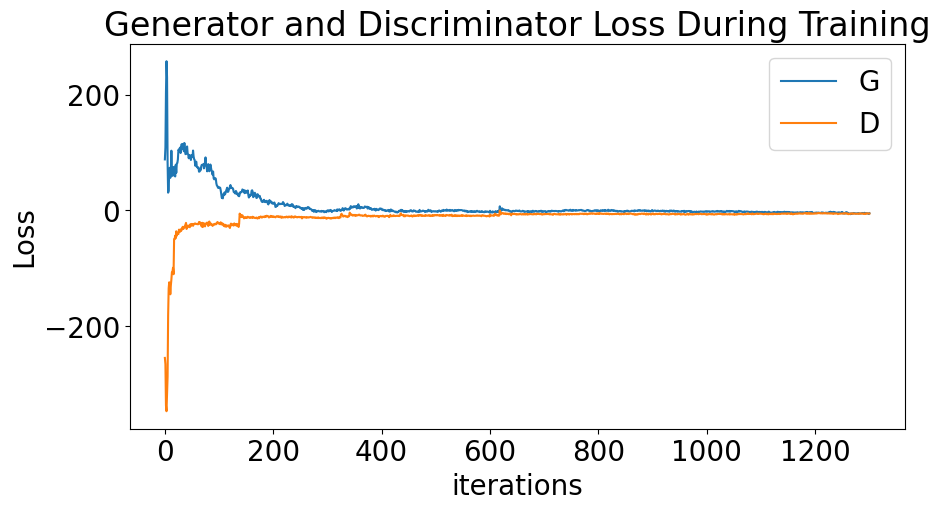 Generator and Discriminator Loss During Training
G
D
200
0
−200
Loss
0 200 400 600 800 1000 1200
iterations